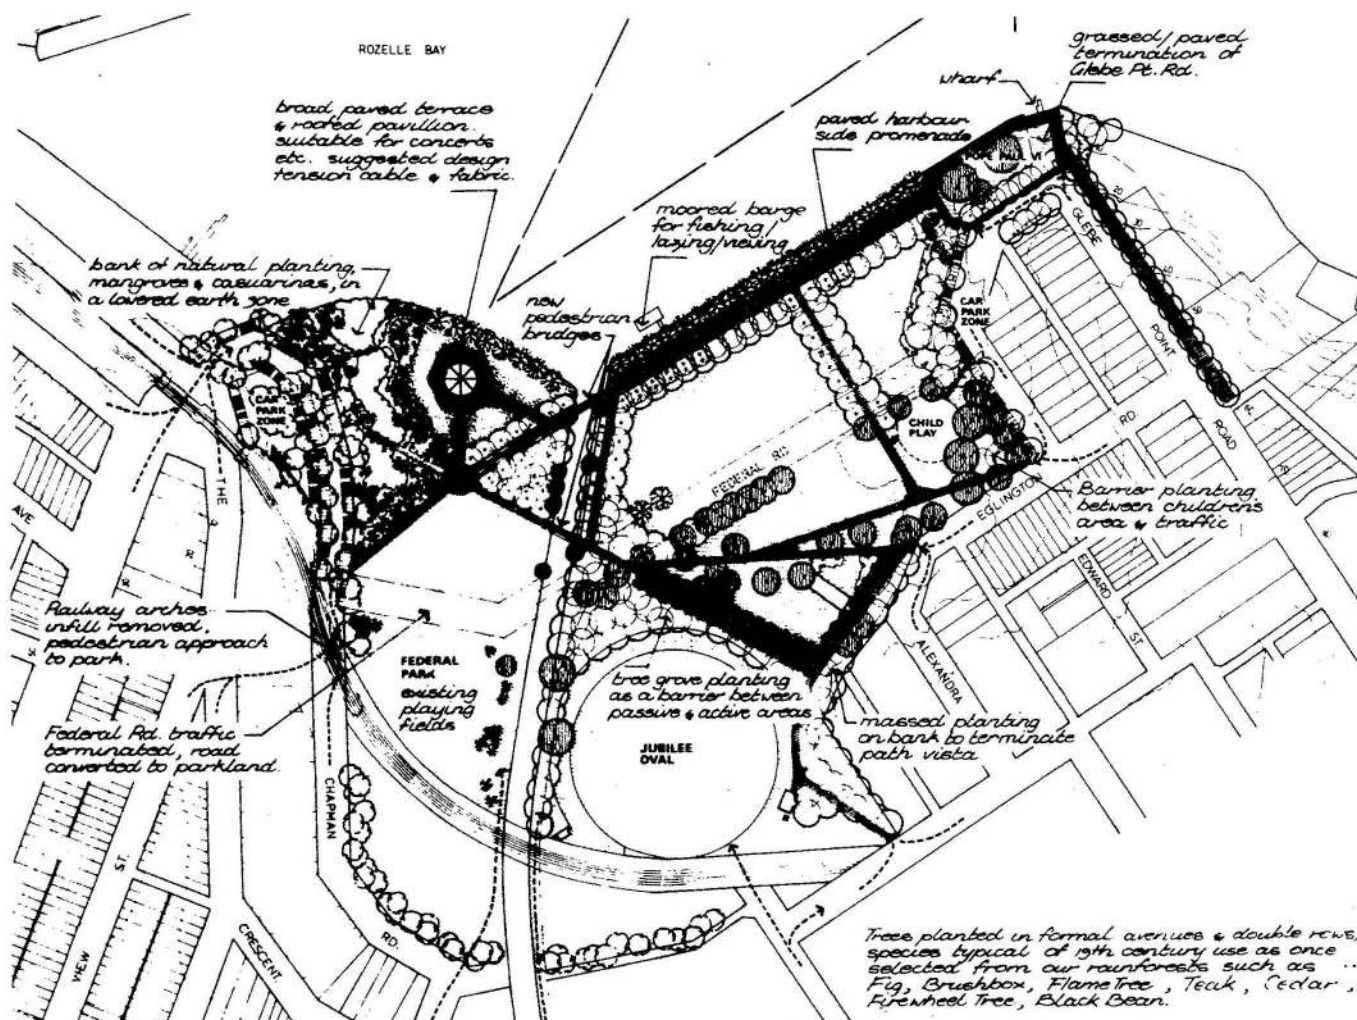 ROZELLE BAY
grassed/paved
termination of
Glebe Pt. Rd.
wharf
broad paved terrace
& roofed pavillion.
suitable for concerts
etc. suggested design
tension cable & fabric.
paved harbour
side promenade
POPE PAUL VI
moored barge
for fishing/
lazing/viewing
bank of natural planting,
mangroves & casuarinas, in
a lowered earth zone
new
pedestrian
bridges
GLEBE
POINT
ROAD
CAR
PARK
ZONE
CAR
PARK
ZONE
CHILD
PLAY
RD.
FEDERAL RD.
EGLINGTON
Barrier planting
between childrens
area & traffic
THE
AVE
EDWARD
ST.
Railway arches
infill removed.
pedestrian approach
to park.
FEDERAL
PARK
existing
playing
fields
tree grove planting
as a barrier between
passive & active areas
ALEXANDRA
Federal Rd. traffic
terminated, road
converted to parkland.
JUBILEE
OVAL
massed planting
on bank to terminate
path vista
CHAPMAN
RD.
VIEW
ST.
CRESCENT
Trees planted in formal avenues & double rows,
species typical of 19th century use as once
selected from our rainforests such as
Fig, Brushbox, Flame Tree, Teak, Cedar,
Firewheel Tree, Black Bean.